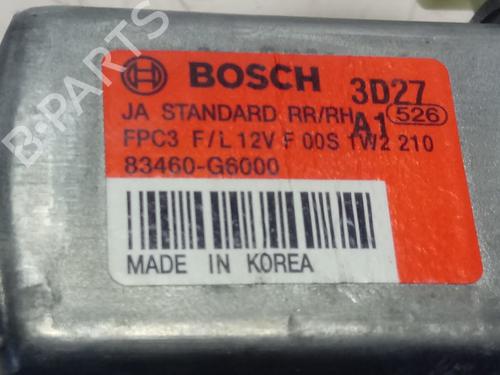 BOSCH 3D27
JA STANDARD RR/RH A1 526
FPC3 F/L 12V F 00S 1W2 210
83460-G6000
MADE IN KOREA
B-PARTS